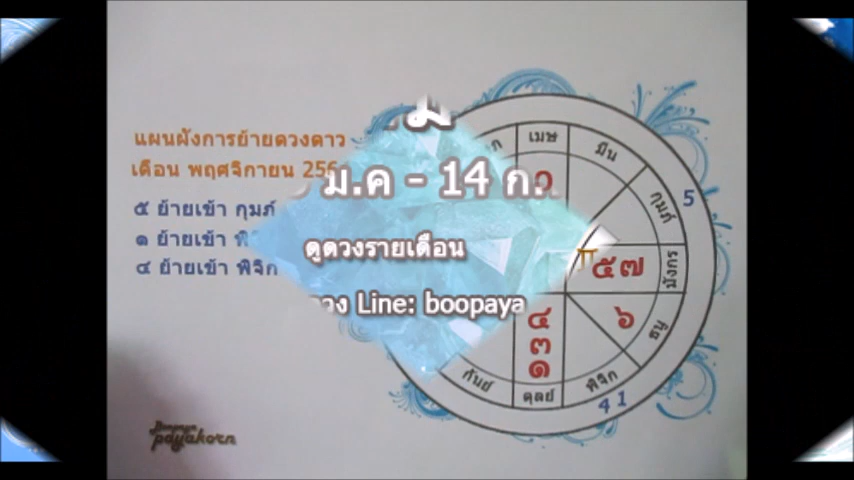 แผนผังการย้ายดวงดาว
เดือน พฤศจิกายน
๕ ย้ายเข้า กุมภ์
๑ ย้ายเข้า
๔ ย้ายเข้า พิจิก
ม.ค - 14
ดูดวงรายเดือน
Line: boopaya
เมษ
มีน
กุมภ์
5
มังกร
๕๗
ธนู
๖
พิจิก
4 1
ตุลย์
๔
๓
๑
กันย์
payakorn